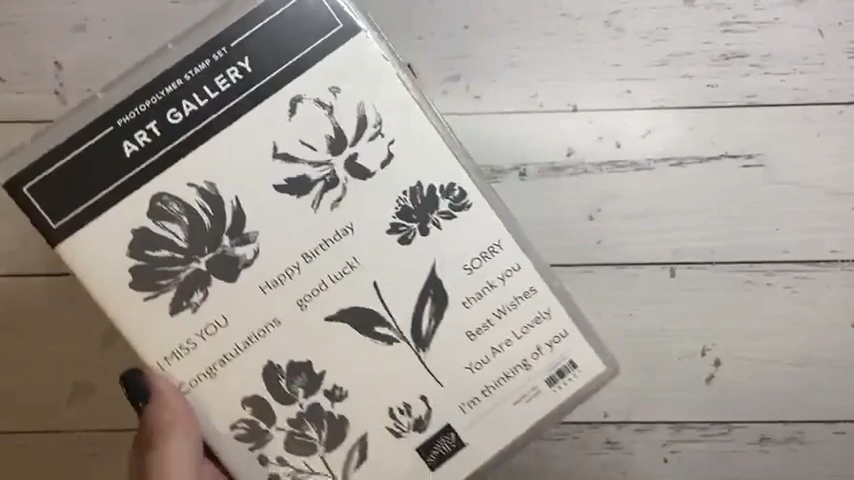 PHOTOPOLYMER STAMP SET
ART GALLERY
Happy Birthday
good luck!
I MISS YOU
Congratulations
SORRY
thank you
Best Wishes
You Are Lovely
I'm thinking of you